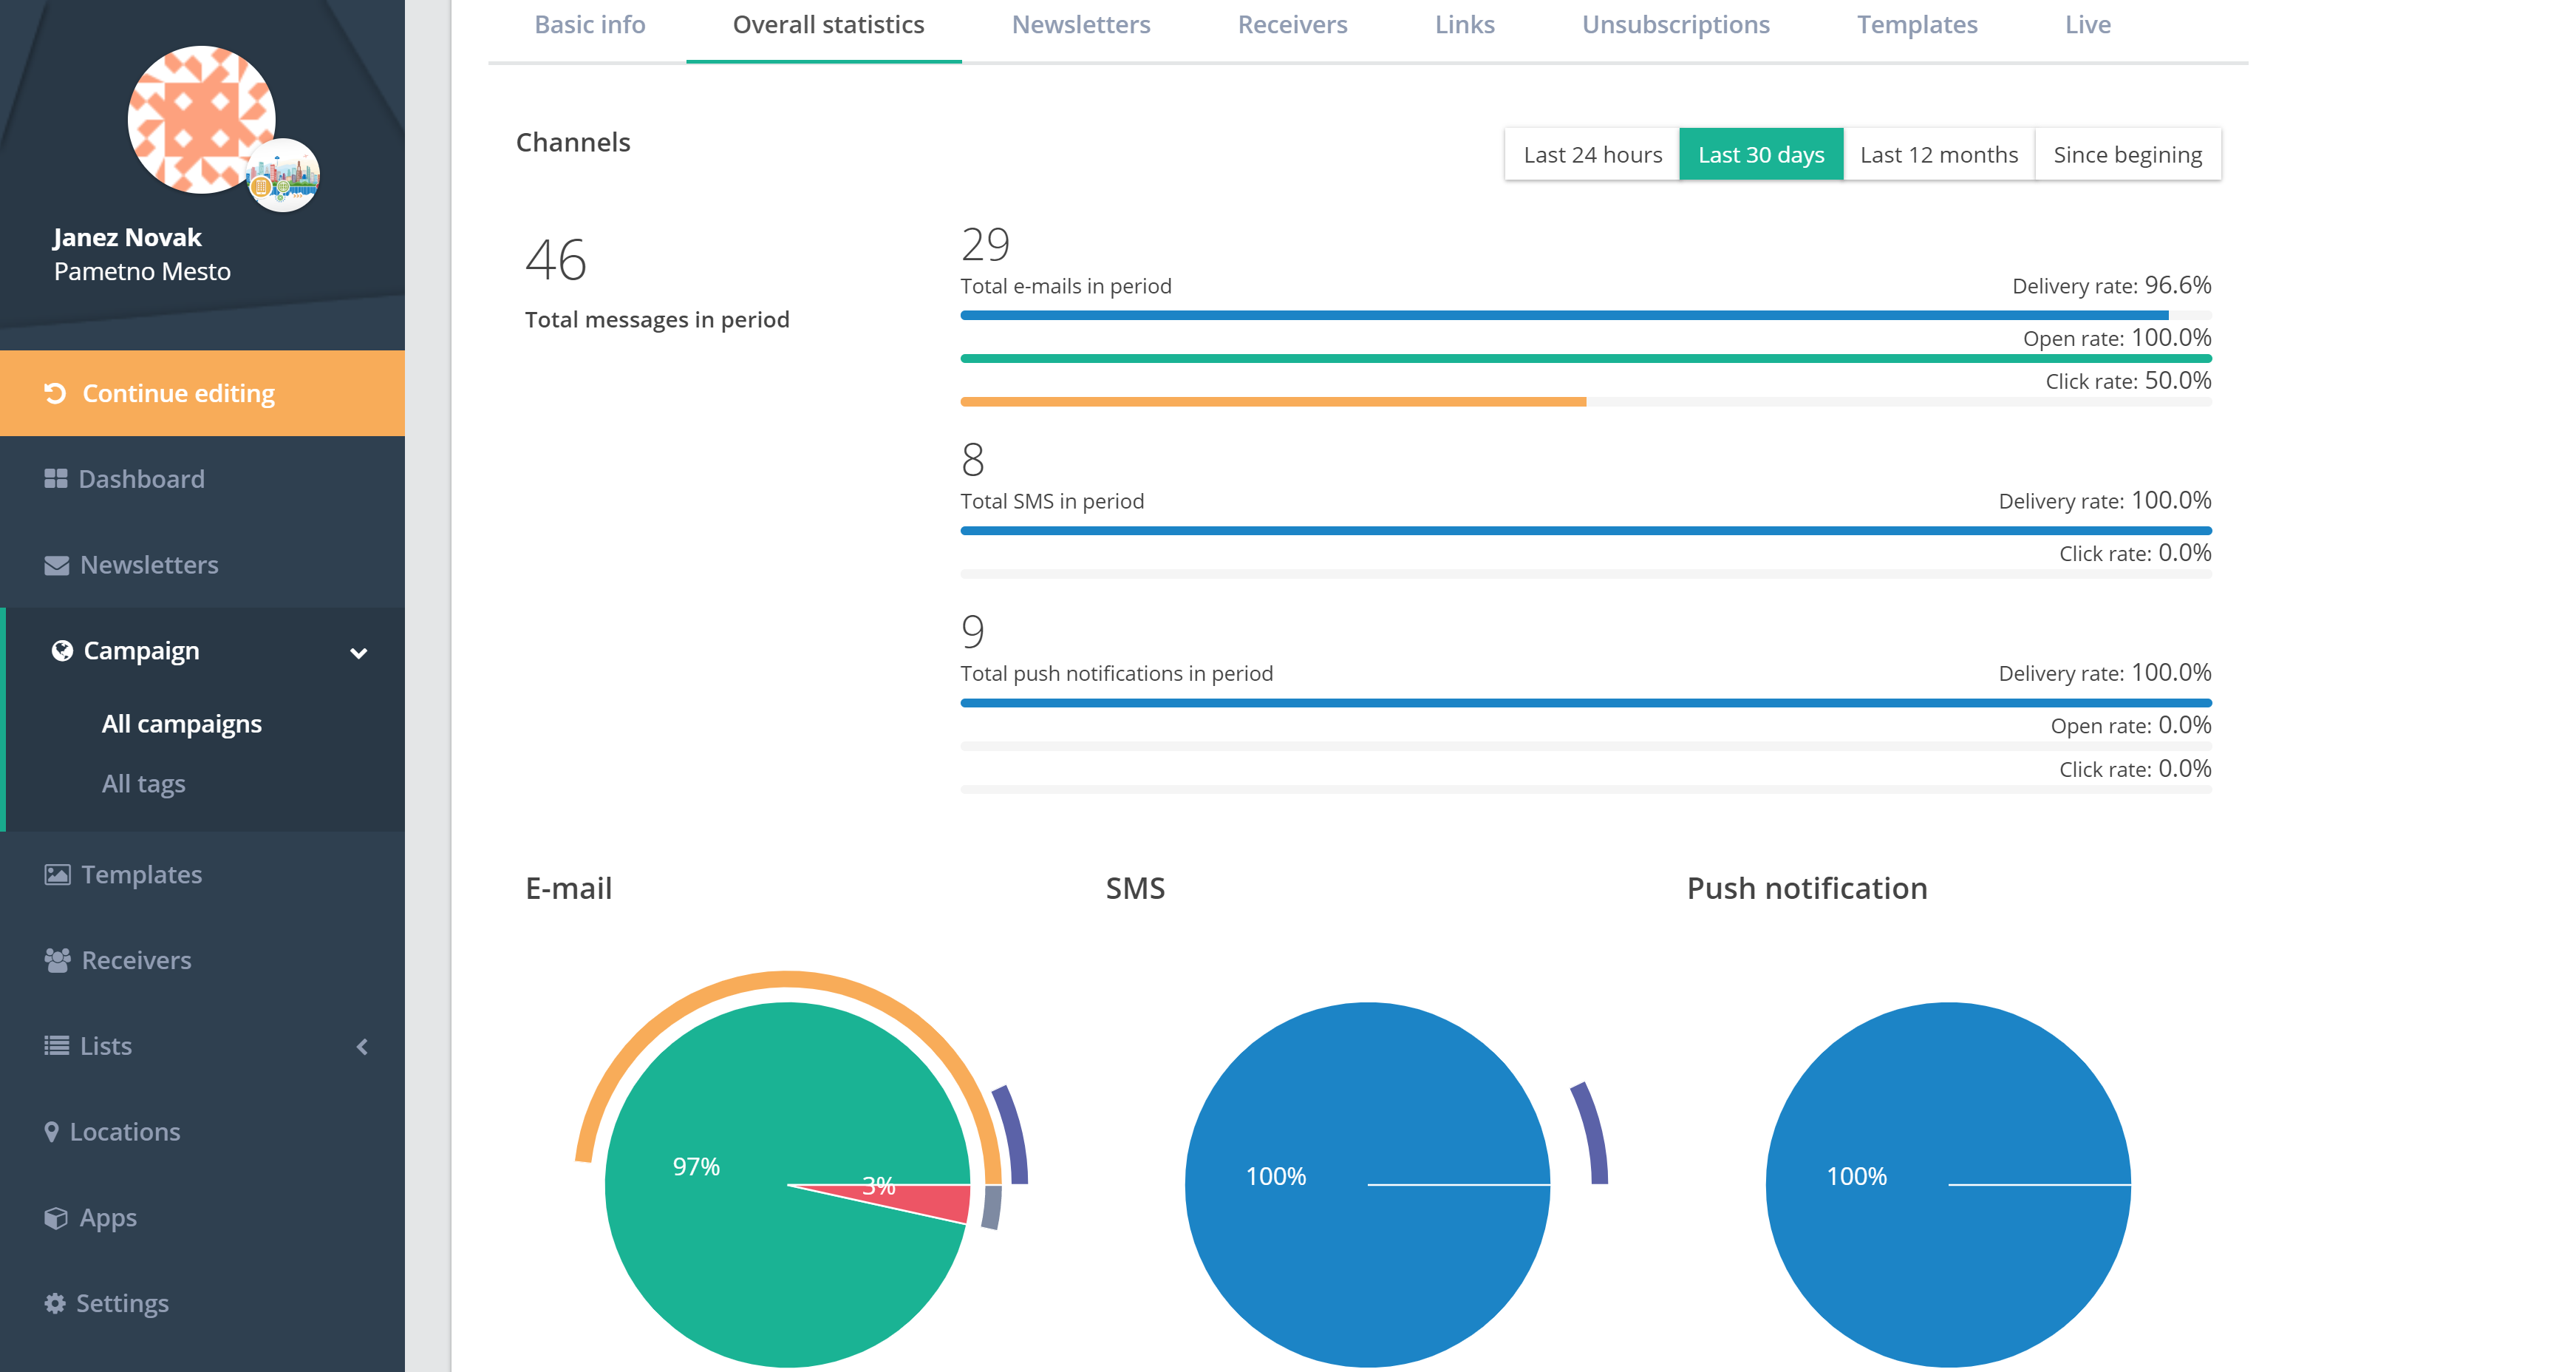 Basic info
Overall statistics
Newsletters
Receivers
Links
Unsubscriptions
Templates
Live
Janez Novak
Pametno Mesto
Continue editing
Dashboard
Newsletters
Campaign
All campaigns
All tags
Templates
Receivers
Lists
Locations
Apps
Settings
Channels
Last 24 hours
Last 30 days
Last 12 months
Since begining
46
Total messages in period
29
Total e-mails in period
Delivery rate: 96.6%
Open rate: 100.0%
Click rate: 50.0%
8
Total SMS in period
Delivery rate: 100.0%
Click rate: 0.0%
9
Total push notifications in period
Delivery rate: 100.0%
Open rate: 0.0%
Click rate: 0.0%
E-mail
SMS
Push notification
97%
3%
100%
100%